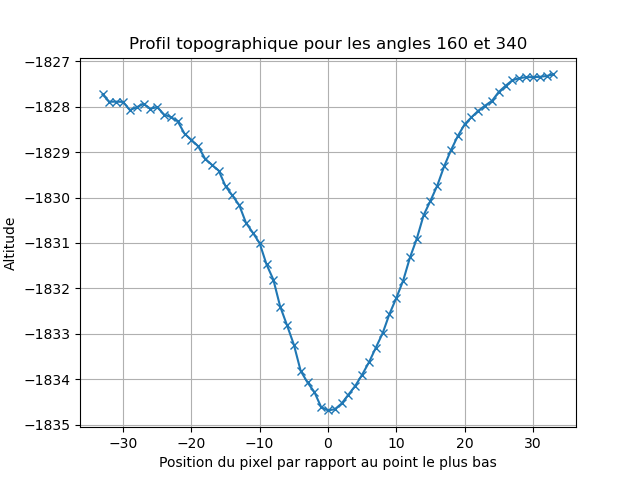 Profil topographique pour les angles 160 et 340
Altitude
−1827
−1828
−1829
−1830
−1831
−1832
−1833
−1834
−1835
−30 −20 −10 0 10 20 30
Position du pixel par rapport au point le plus bas